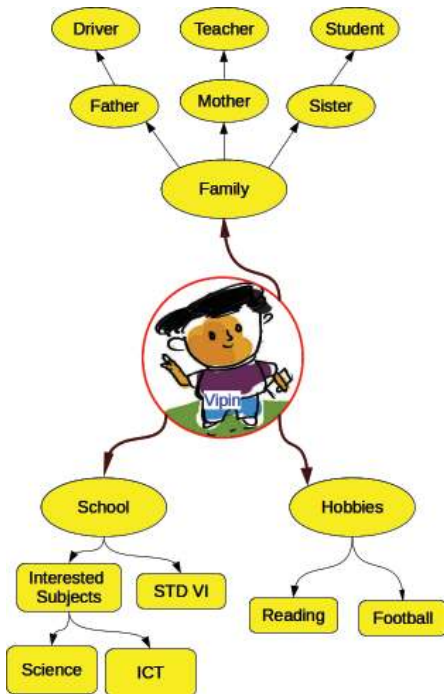 Driver
Teacher
Student
Father
Mother
Sister
Family
Vipin
School
Hobbies
Interested
Subjects
STD VI
Reading
Football
Science
ICT